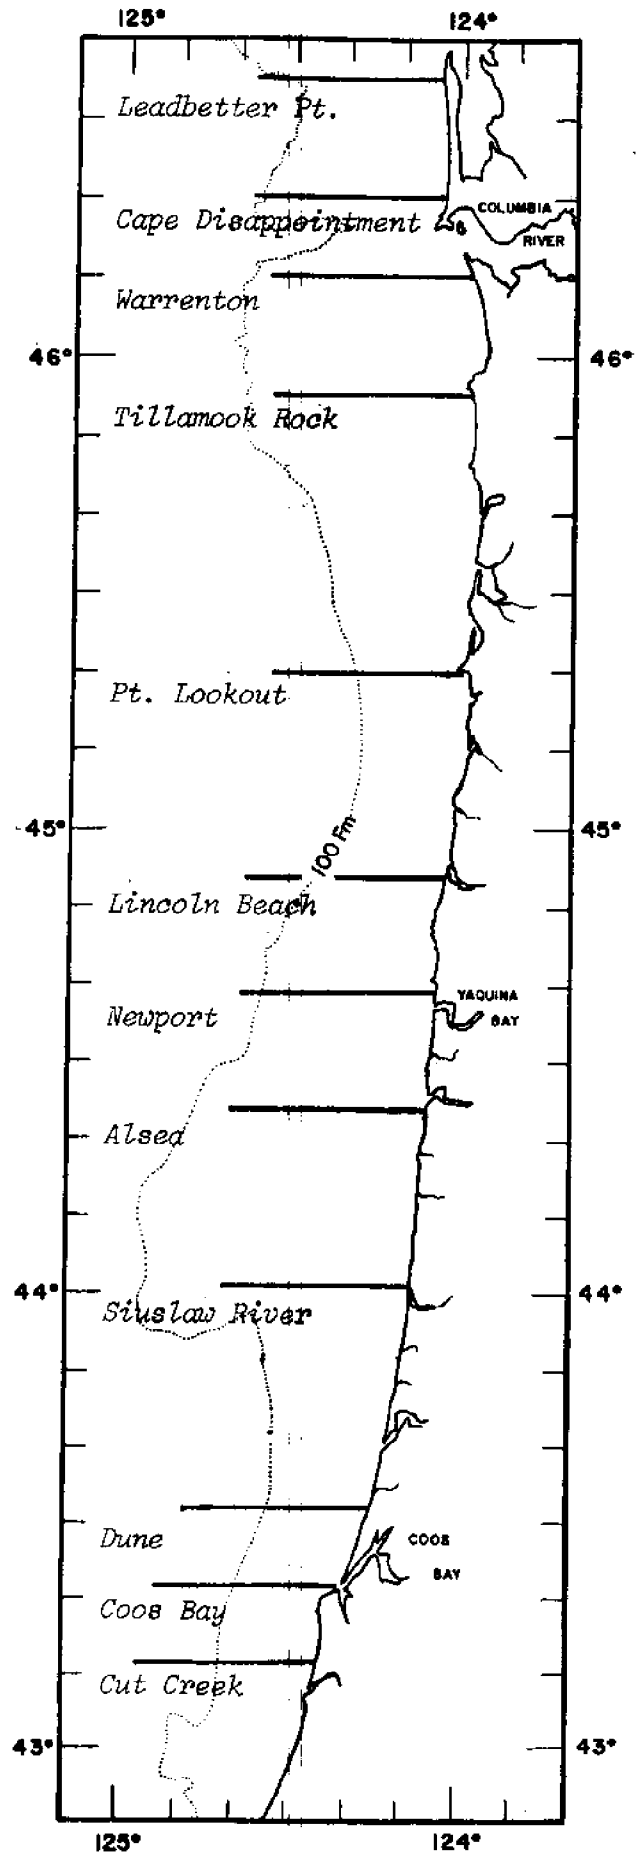 125° 124°
Leadbetter Pt.
COLUMBIA
Cape Disappointment
RIVER
Warrenton
46° 46°
Tillamook Rock
Pt. Lookout
45° 45°
100 Fm
Lincoln Beach
YAQUINA
Newport
BAY
Alsea
44° 44°
Siuslaw River
Dune
COOS
BAY
Coos Bay
Cut Creek
43° 43°
125° 124°